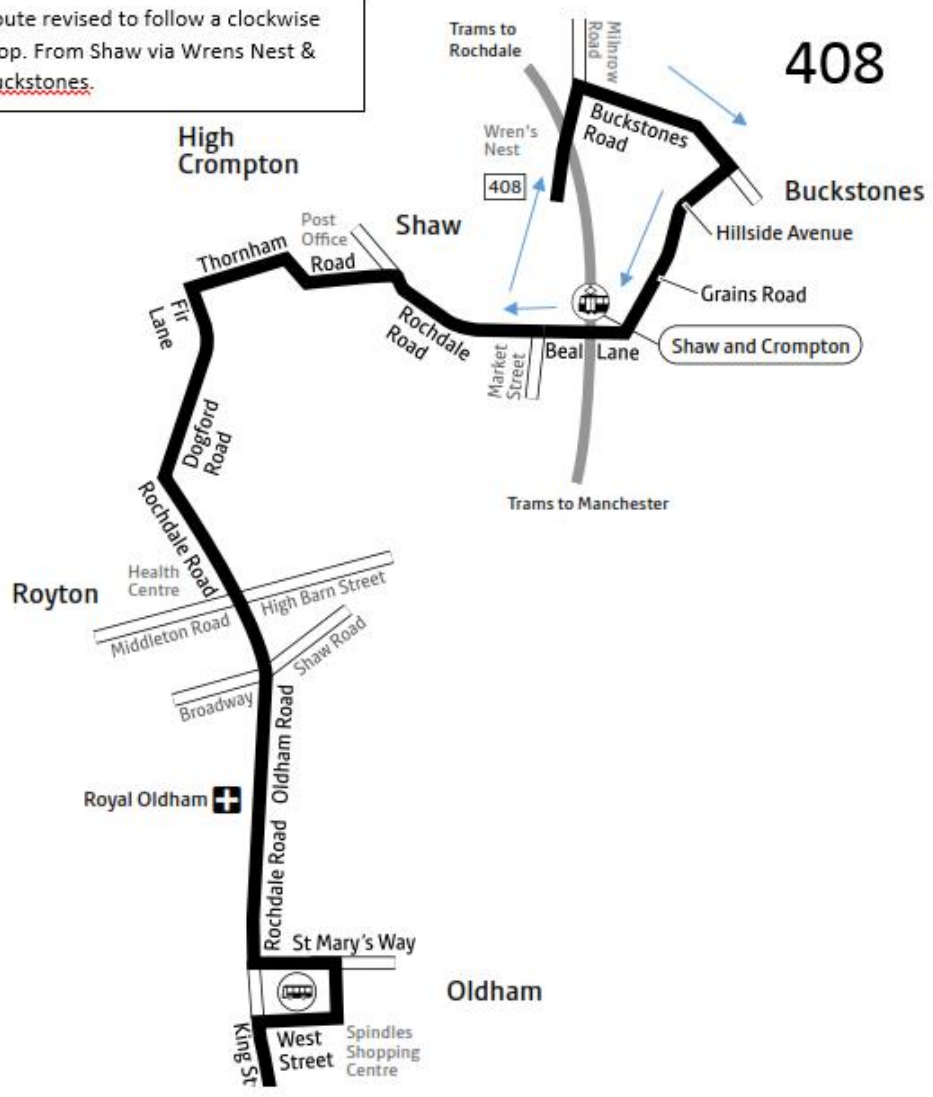 oute revised to follow a clockwise
op. From Shaw via Wrens Nest &
uckstones.
408
Trams to
Rochdale
Milnrow
Road
Buckstones
Road
High
Crompton
Wren's
Nest
408
Buckstones
Post
Office
Shaw
Hillside Avenue
Thornham
Road
Grains Road
Fir
Lane
Rochdale
Road
Market
Street
Beal Lane
Shaw and Crompton
Dogford
Road
Trams to Manchester
Rochdale Road
Health
Centre
Royton
High Barn Street
Middleton Road
Shaw Road
Broadway
Oldham Road
Royal Oldham
Rochdale Road
St Mary's Way
Oldham
King St
West
Street
Spindles
Shopping
Centre